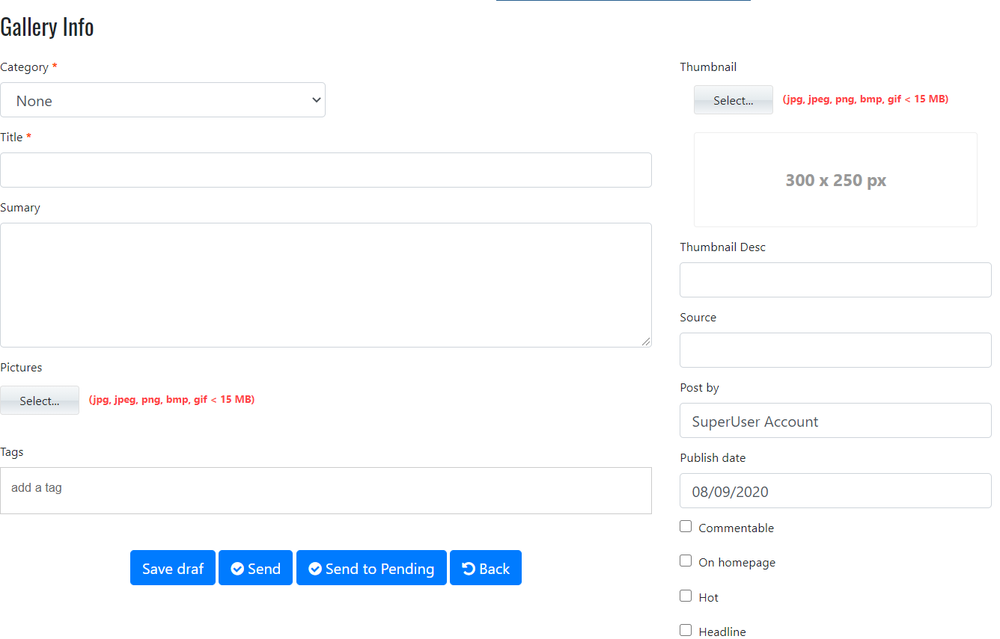 Gallery Info
Category *
None
Title *
Sumary
Pictures
Select...
(jpg, jpeg, png, bmp, gif < 15 MB)
Tags
add a tag
Save draf
Send
Send to Pending
Back
Thumbnail
Select...
(jpg, jpeg, png, bmp, gif < 15 MB)
300 x 250 px
Thumbnail Desc
Source
Post by
SuperUser Account
Publish date
08/09/2020
Commentable
On homepage
Hot
Headline